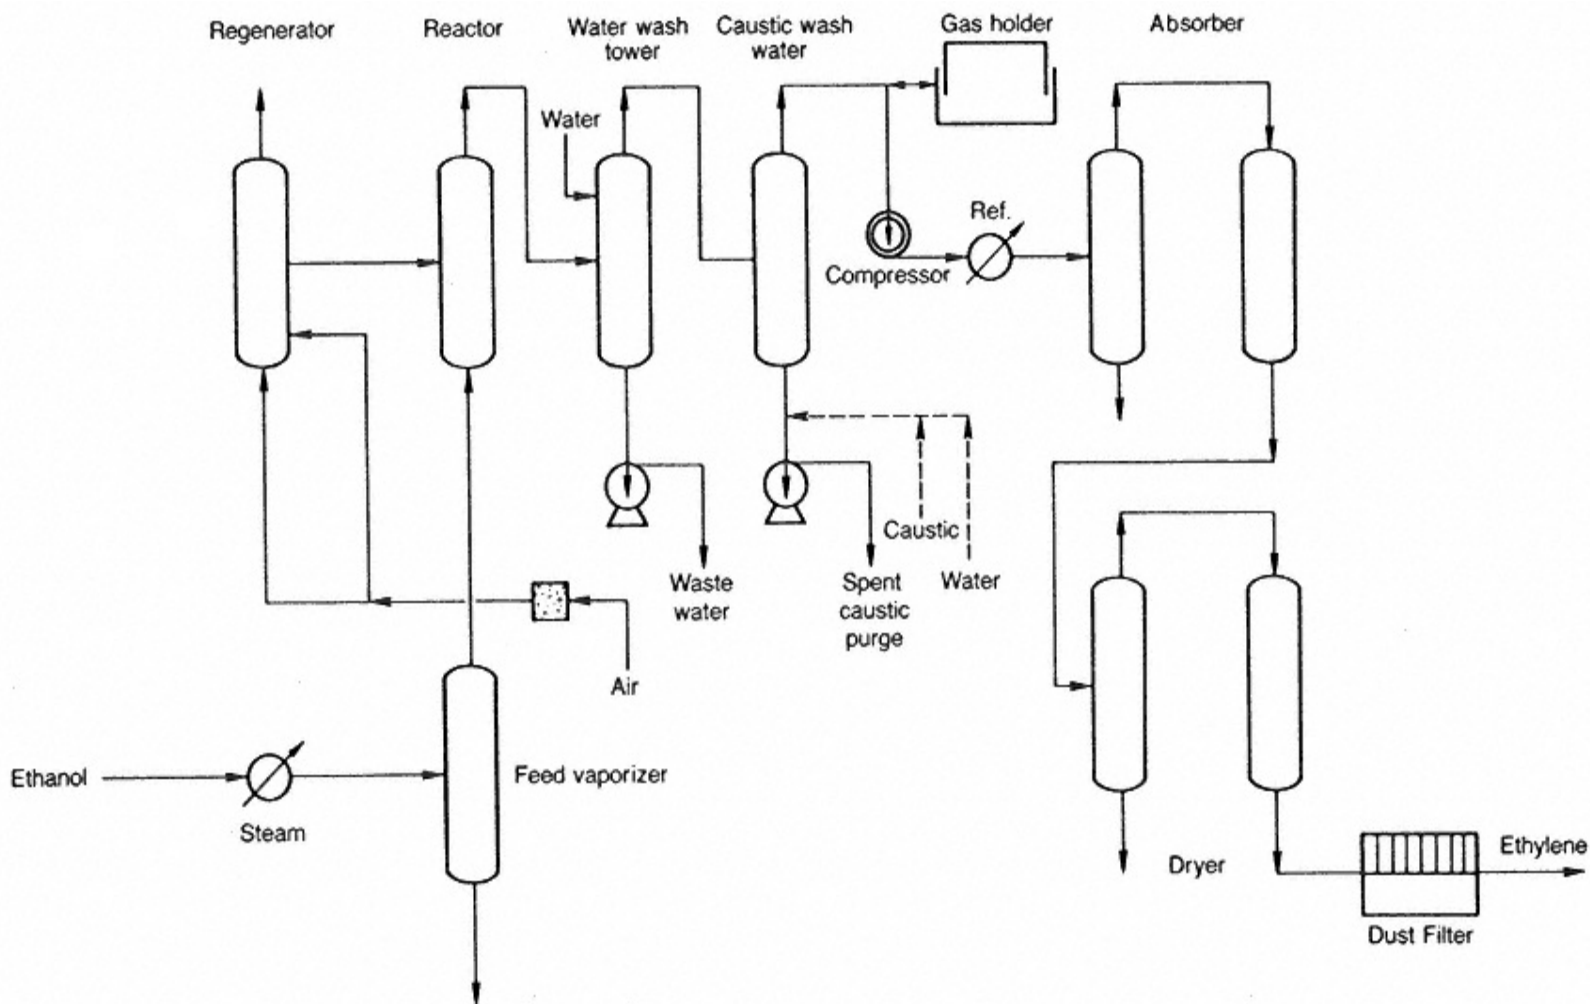 Regenerator
Reactor
Water wash
tower
Caustic wash
water
Gas holder
Absorber
Water
Ref.
Compressor
Caustic
Waste
water
Spent
caustic
purge
Water
Air
Ethanol
Steam
Feed vaporizer
Dryer
Ethylene
Dust Filter